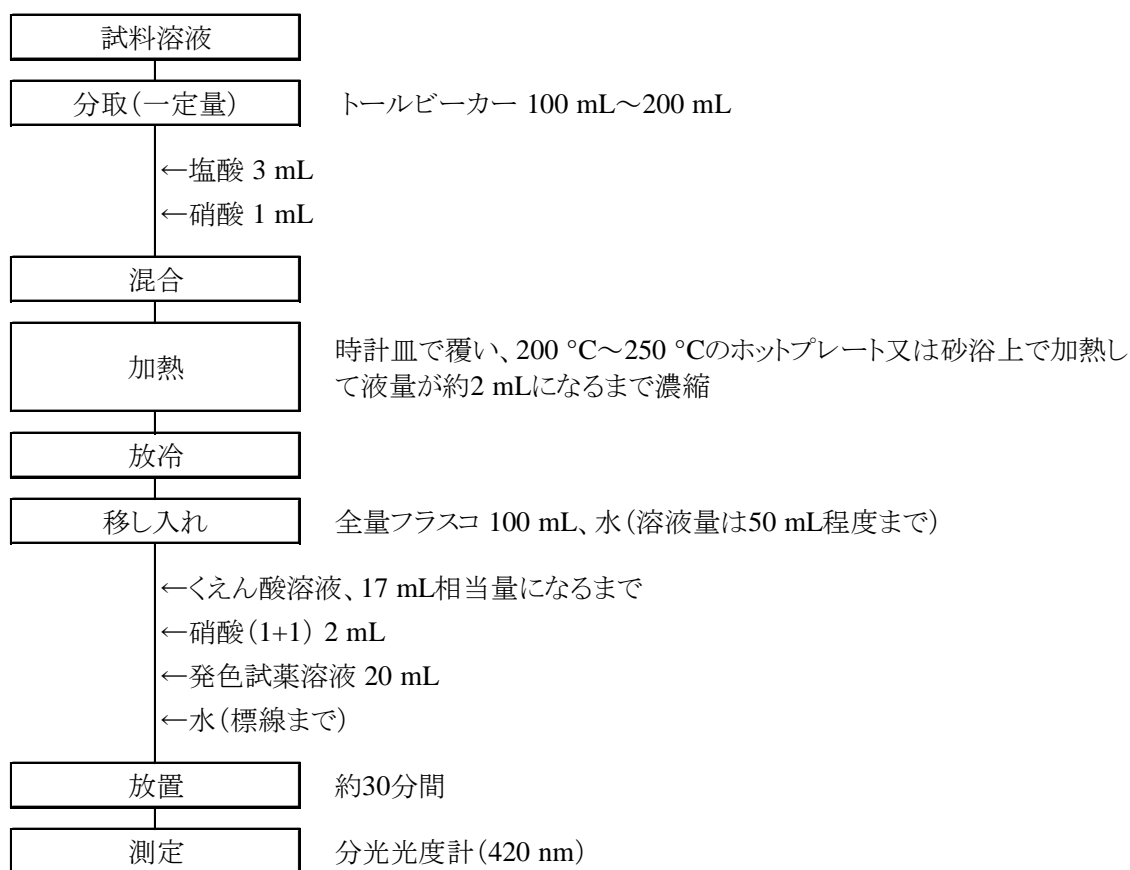 試料溶液
分取(一定量)
トールビーカー 100 mL～200 mL
←塩酸 3 mL
←硝酸 1 mL
混合
加熱
時計皿で覆い、200 °C～250 °Cのホットプレート又は砂浴上で加熱し
て液量が約2 mLになるまで濃縮
放冷
移し入れ
全量フラスコ 100 mL、水(溶液量は50 mL程度まで)
←くえん酸溶液、17 mL相当量になるまで
←硝酸(1+1) 2 mL
←発色試薬溶液 20 mL
←水(標線まで)
放置
約30分間
測定
分光光度計(420 nm)